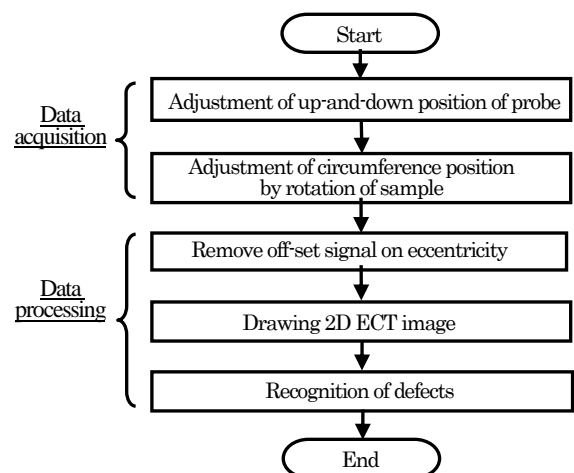 Start
Data
acquisition
Adjustment of up-and-down position of probe
Adjustment of circumference position
by rotation of sample
Data
processing
Remove off-set signal on eccentricity
Drawing 2D ECT image
Recognition of defects
End